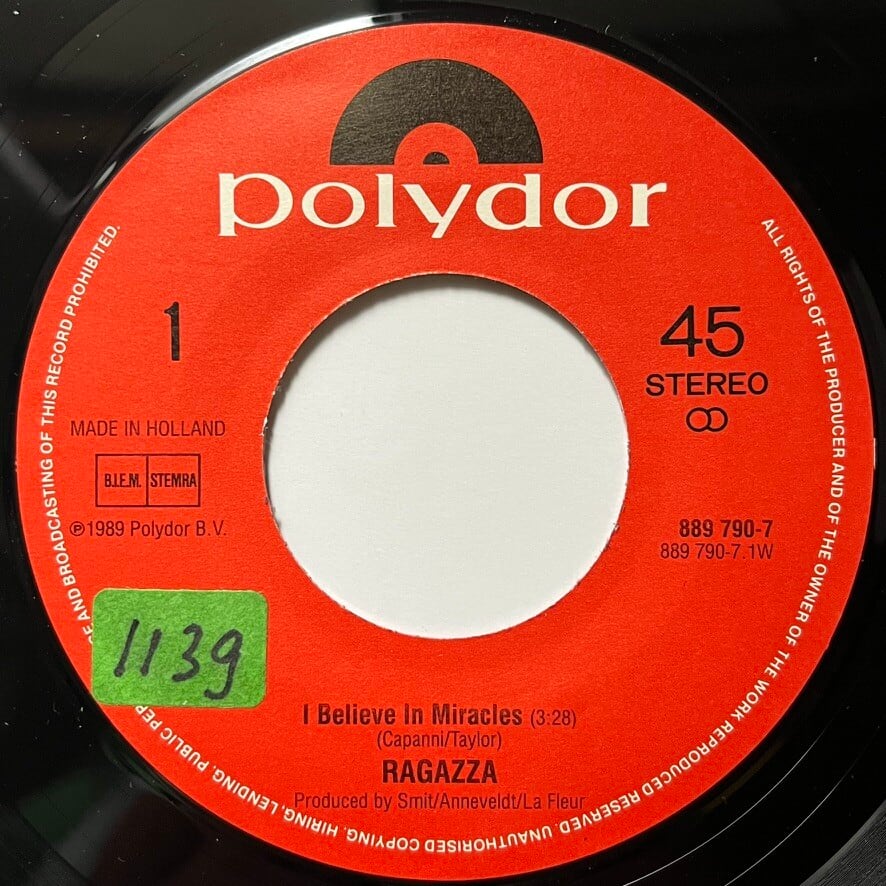 polydor
1
45
STEREO
MADE IN HOLLAND
B.I.E.M. STEMRA
℗1989 Polydor B.V.
889 790-7
889 790-7.1W
1139
I Believe In Miracles (3:28)
(Capanni/Taylor)
RAGAZZA
Produced by Smit/Anneveldt/La Fleur
ALL RIGHTS OF THE PRODUCER AND OF THE OWNER OF THE WORK REPRODUCED RESERVED. UNAUTHORISED COPYING, HIRING, LENDING, PUBLIC AND BROADCASTING OF THIS RECORD PROHIBITED.